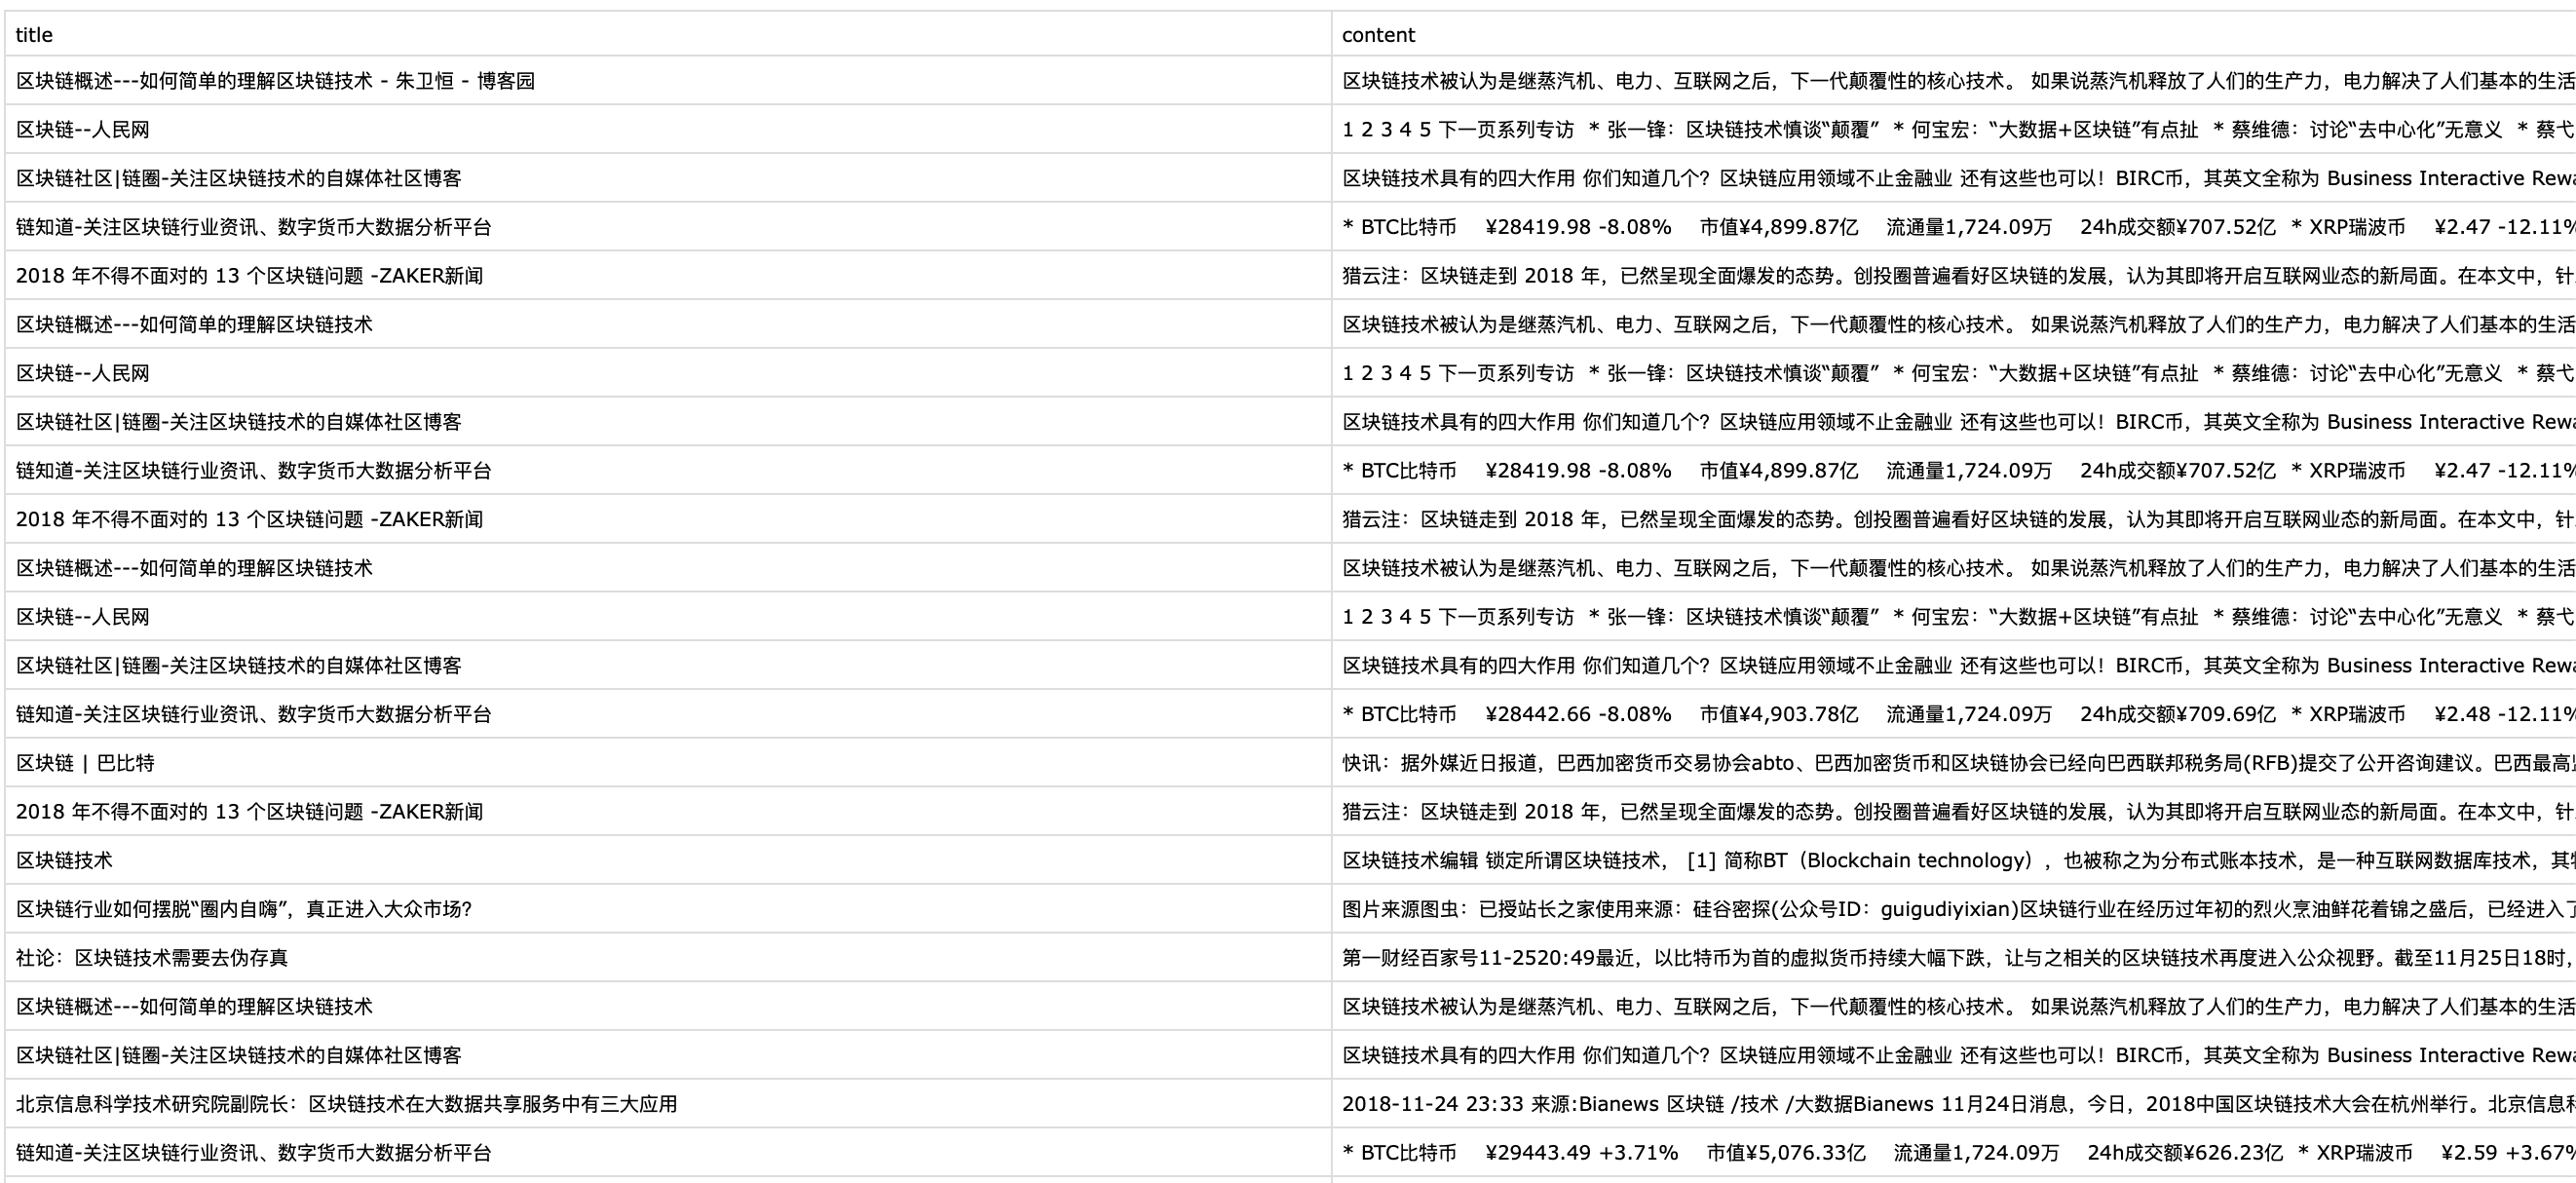 title content
区块链概述---如何简单的理解区块链技术 - 朱卫恒 - 博客园 区块链技术被认为是继蒸汽机、电力、互联网之后，下一代颠覆性的核心技术。 如果说蒸汽机释放了人们的生产力，电力解决了人们基本的生活
区块链--人民网 1 2 3 4 5 下一页系列专访 * 张一锋：区块链技术慎谈“颠覆” * 何宝宏：“大数据+区块链”有点扯 * 蔡维德：讨论“去中心化”无意义 * 蔡弋
区块链社区|链圈-关注区块链技术的自媒体社区博客 区块链技术具有的四大作用 你们知道几个？区块链应用领域不止金融业 还有这些也可以！BIRC币，其英文全称为 Business Interactive Rewa
链知道-关注区块链行业资讯、数字货币大数据分析平台 * BTC比特币 ¥28419.98 -8.08% 市值¥4,899.87亿 流通量1,724.09万 24h成交额¥707.52亿 * XRP瑞波币 ¥2.47 -12.11%
2018 年不得不面对的 13 个区块链问题 -ZAKER新闻 猎云注：区块链走到 2018 年，已然呈现全面爆发的态势。创投圈普遍看好区块链的发展，认为其即将开启互联网业态的新局面。在本文中，针
区块链概述---如何简单的理解区块链技术 区块链技术被认为是继蒸汽机、电力、互联网之后，下一代颠覆性的核心技术。 如果说蒸汽机释放了人们的生产力，电力解决了人们基本的生活
区块链--人民网 1 2 3 4 5 下一页系列专访 * 张一锋：区块链技术慎谈“颠覆” * 何宝宏：“大数据+区块链”有点扯 * 蔡维德：讨论“去中心化”无意义 * 蔡弋
区块链社区|链圈-关注区块链技术的自媒体社区博客 区块链技术具有的四大作用 你们知道几个？区块链应用领域不止金融业 还有这些也可以！BIRC币，其英文全称为 Business Interactive Rewa
链知道-关注区块链行业资讯、数字货币大数据分析平台 * BTC比特币 ¥28419.98 -8.08% 市值¥4,899.87亿 流通量1,724.09万 24h成交额¥707.52亿 * XRP瑞波币 ¥2.47 -12.11%
2018 年不得不面对的 13 个区块链问题 -ZAKER新闻 猎云注：区块链走到 2018 年，已然呈现全面爆发的态势。创投圈普遍看好区块链的发展，认为其即将开启互联网业态的新局面。在本文中，针
区块链概述---如何简单的理解区块链技术 区块链技术被认为是继蒸汽机、电力、互联网之后，下一代颠覆性的核心技术。 如果说蒸汽机释放了人们的生产力，电力解决了人们基本的生活
区块链--人民网 1 2 3 4 5 下一页系列专访 * 张一锋：区块链技术慎谈“颠覆” * 何宝宏：“大数据+区块链”有点扯 * 蔡维德：讨论“去中心化”无意义 * 蔡弋
区块链社区|链圈-关注区块链技术的自媒体社区博客 区块链技术具有的四大作用 你们知道几个？区块链应用领域不止金融业 还有这些也可以！BIRC币，其英文全称为 Business Interactive Rewa
链知道-关注区块链行业资讯、数字货币大数据分析平台 * BTC比特币 ¥28442.66 -8.08% 市值¥4,903.78亿 流通量1,724.09万 24h成交额¥709.69亿 * XRP瑞波币 ¥2.48 -12.11%
区块链 | 巴比特 快讯：据外媒近日报道，巴西加密货币交易协会abto、巴西加密货币和区块链协会已经向巴西联邦税务局(RFB)提交了公开咨询建议。巴西最高
2018 年不得不面对的 13 个区块链问题 -ZAKER新闻 猎云注：区块链走到 2018 年，已然呈现全面爆发的态势。创投圈普遍看好区块链的发展，认为其即将开启互联网业态的新局面。在本文中，针
区块链技术 区块链技术编辑 锁定所谓区块链技术， [1] 简称BT（Blockchain technology），也被称之为分布式账本技术，是一种互联网数据库技术，其
区块链行业如何摆脱“圈内自嗨”，真正进入大众市场？ 图片来源图虫：已授站长之家使用来源：硅谷密探(公众号ID：guigudiyixian)区块链行业在经历过年初的烈火烹油鲜花着锦之盛后，已经进入了
社论：区块链技术需要去伪存真 第一财经百家号11-2520:49最近，以比特币为首的虚拟货币持续大幅下跌，让与之相关的区块链技术再度进入公众视野。截至11月25日18时，
区块链概述---如何简单的理解区块链技术 区块链技术被认为是继蒸汽机、电力、互联网之后，下一代颠覆性的核心技术。 如果说蒸汽机释放了人们的生产力，电力解决了人们基本的生活
区块链社区|链圈-关注区块链技术的自媒体社区博客 区块链技术具有的四大作用 你们知道几个？区块链应用领域不止金融业 还有这些也可以！BIRC币，其英文全称为 Business Interactive Rewa
北京信息科学技术研究院副院长：区块链技术在大数据共享服务中有三大应用 2018-11-24 23:33 来源:Bianews 区块链 /技术 /大数据Bianews 11月24日消息，今日，2018中国区块链技术大会在杭州举行。北京信息科
链知道-关注区块链行业资讯、数字货币大数据分析平台 * BTC比特币 ¥29443.49 +3.71% 市值¥5,076.33亿 流通量1,724.09万 24h成交额¥626.23亿 * XRP瑞波币 ¥2.59 +3.67%